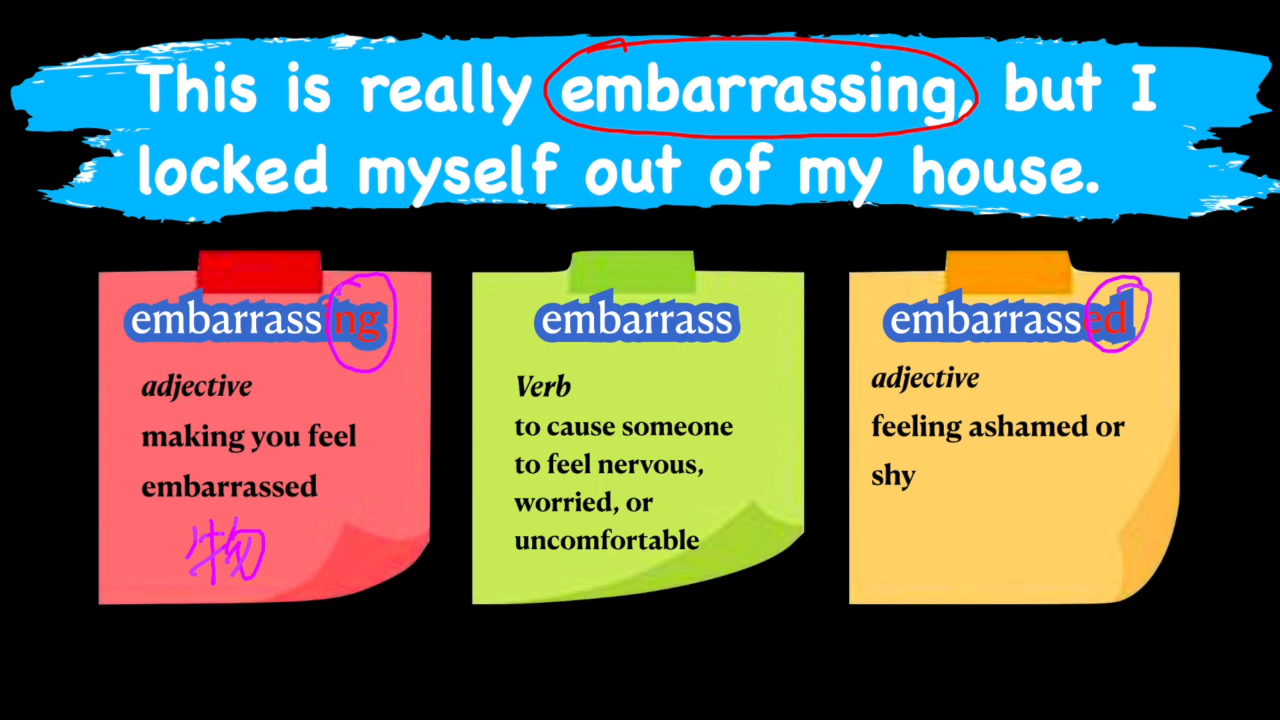 This is really embarrassing, but I
locked myself out of my house.
embarrassing
adjective
making you feel
embarrassed
物
embarrass
Verb
to cause someone
to feel nervous,
worried, or
uncomfortable
embarrassed
adjective
feeling ashamed or
shy